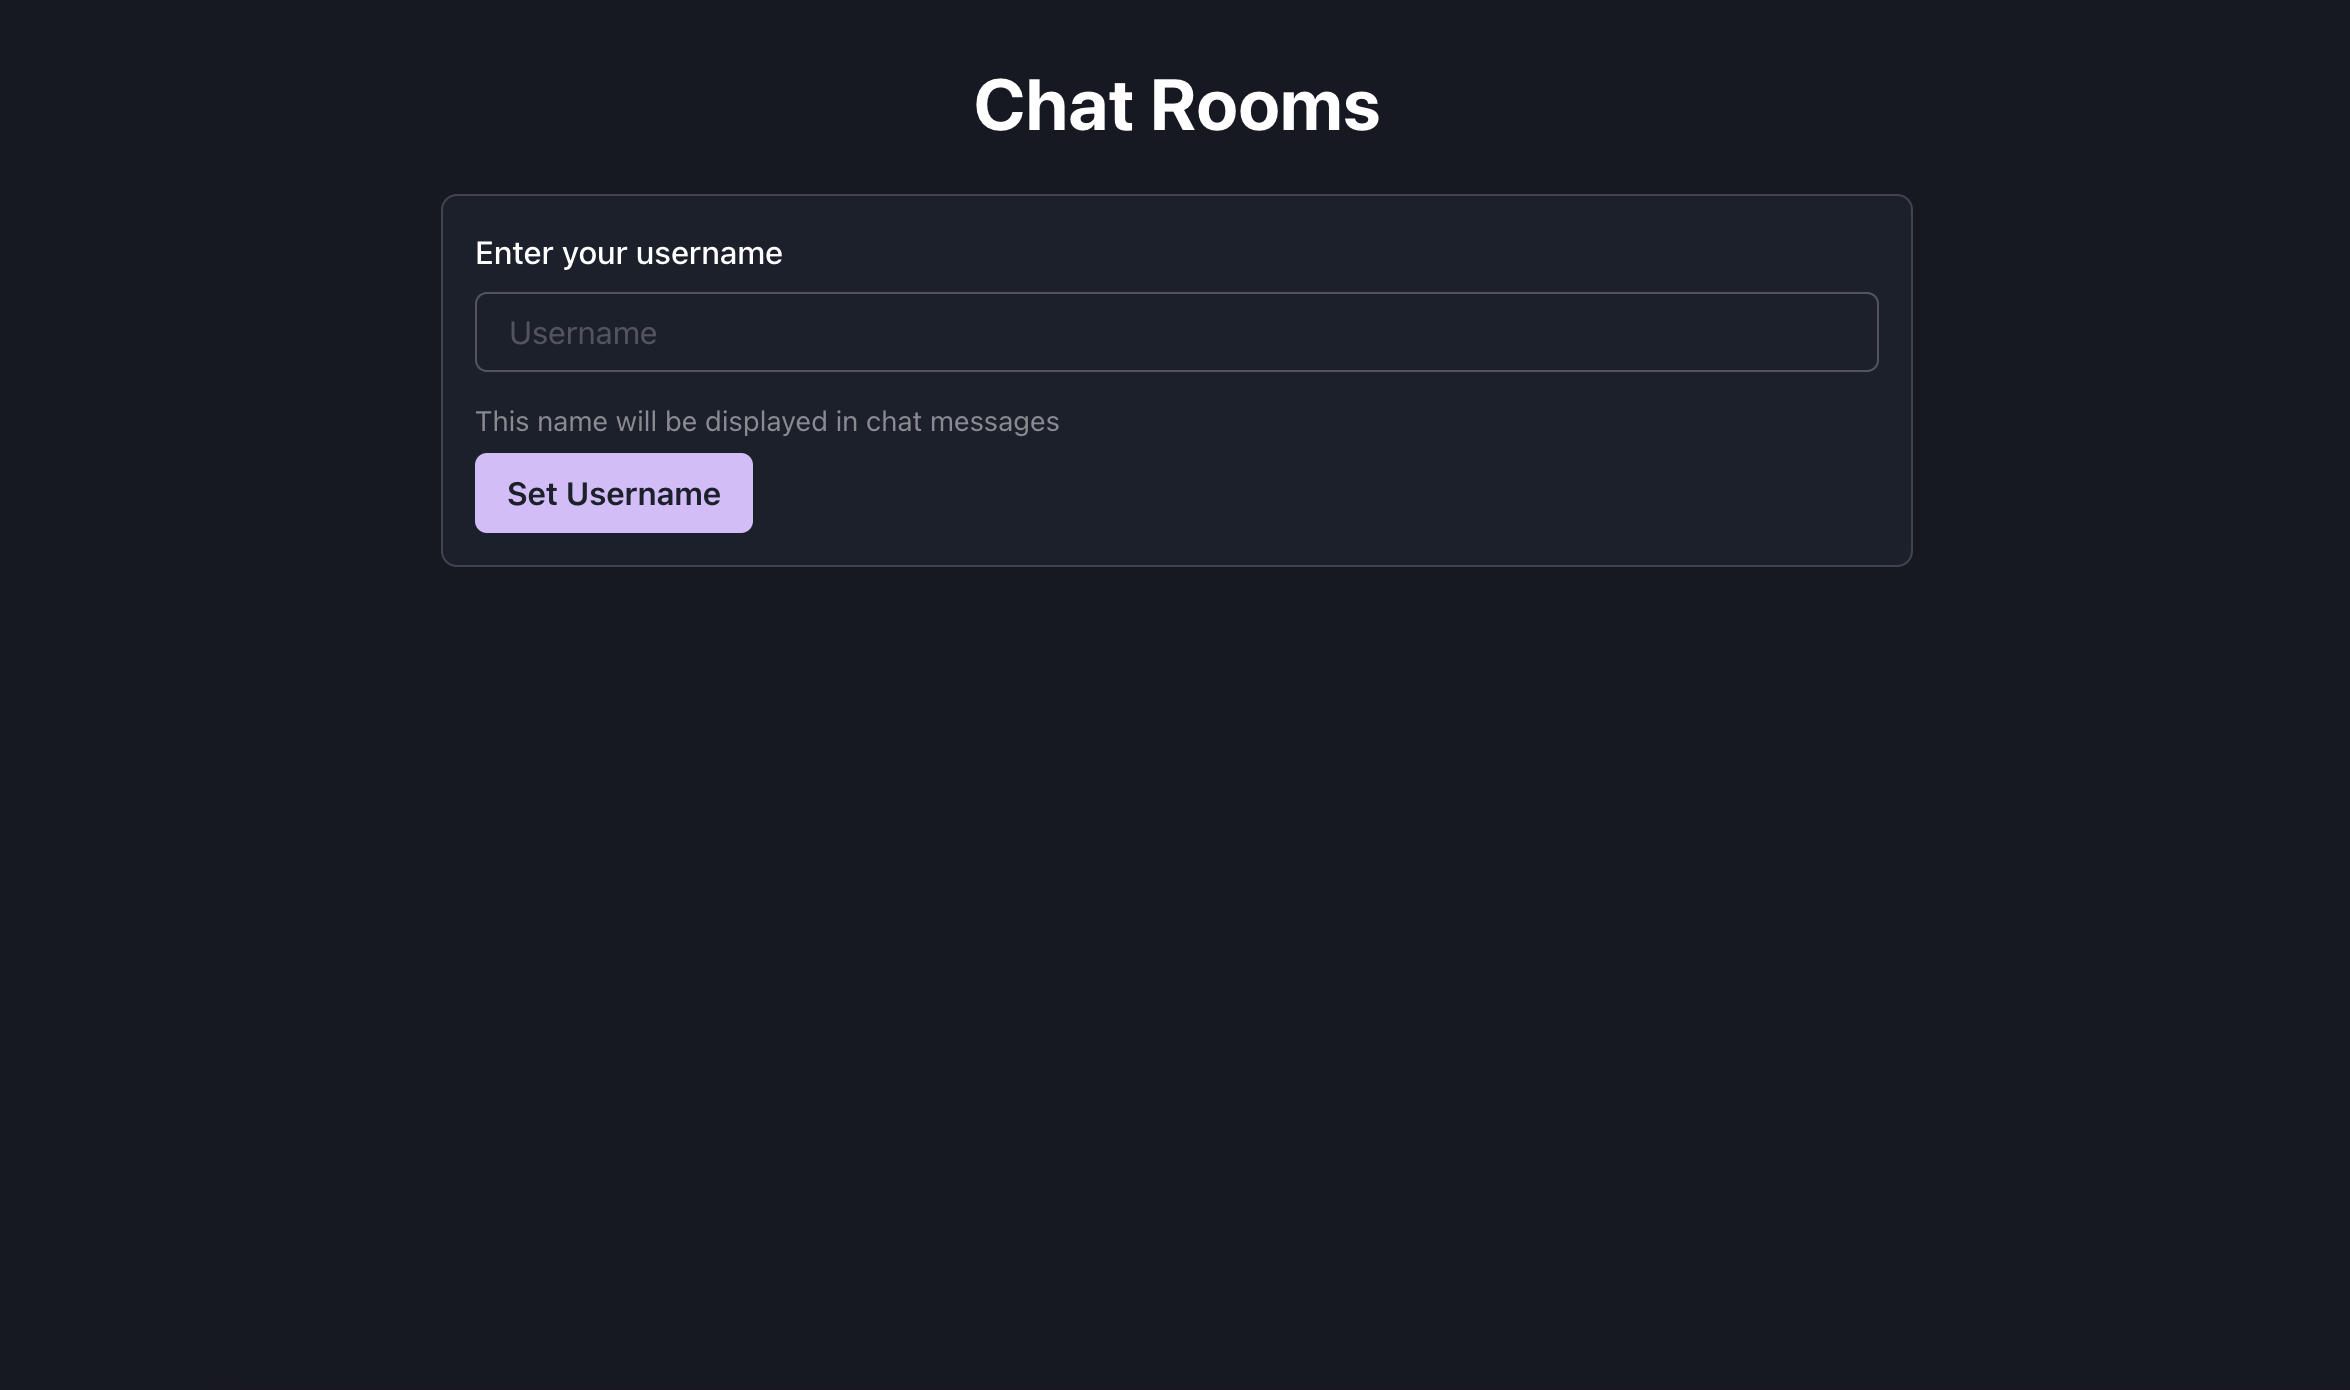 Chat Rooms
Enter your username
Username
This name will be displayed in chat messages
Set Username